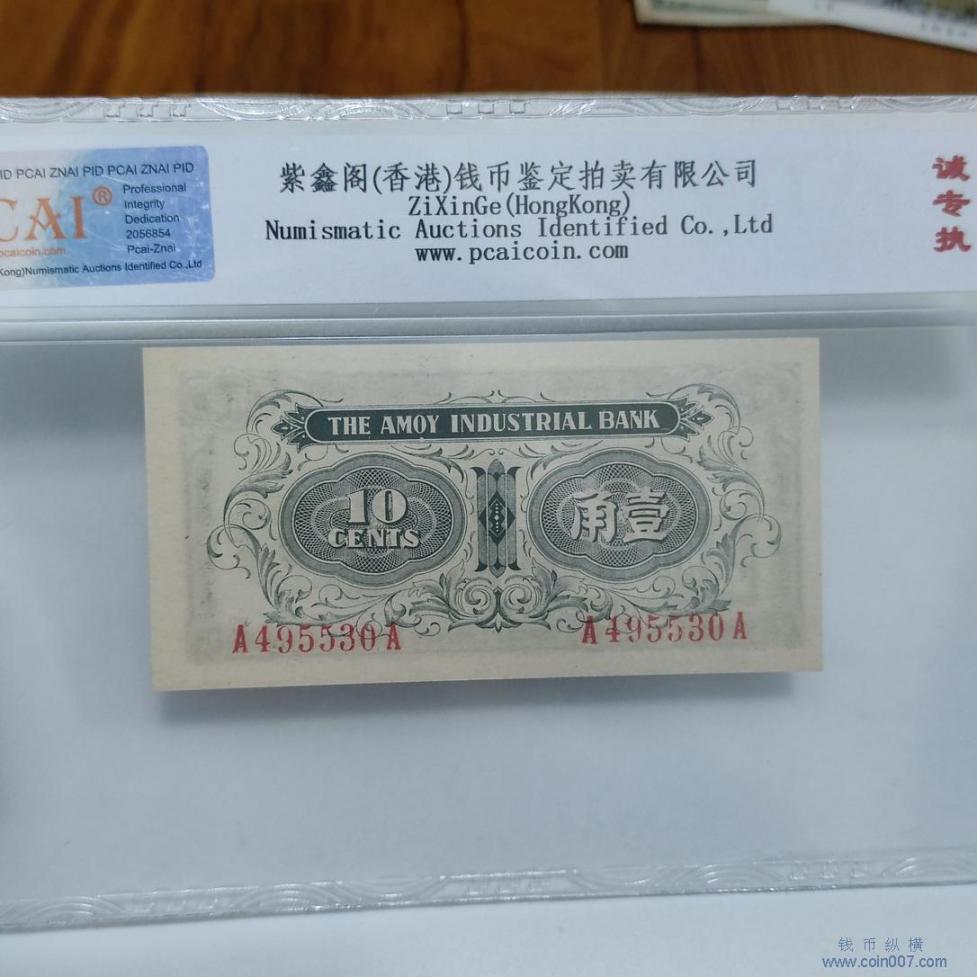 ID PCAI ZNAI PID PCAI ZNAI PID
CAI®
Professional
Integrity
Dedication
2056854
Pcai-Znai
pcaicoin.com
Kong)Numismatic Auctions Identified Co.,Ltd
紫鑫阁(香港)钱币鉴定拍卖有限公司
ZiXinGe(HongKong)
Numismatic Auctions Identified Co.,Ltd
www.pcaicoin.com
诚
专
执
THE AMOY INDUSTRIAL BANK
10
CENTS
角壹
A495530A
A495530A
钱币纵横
www.coin007.com